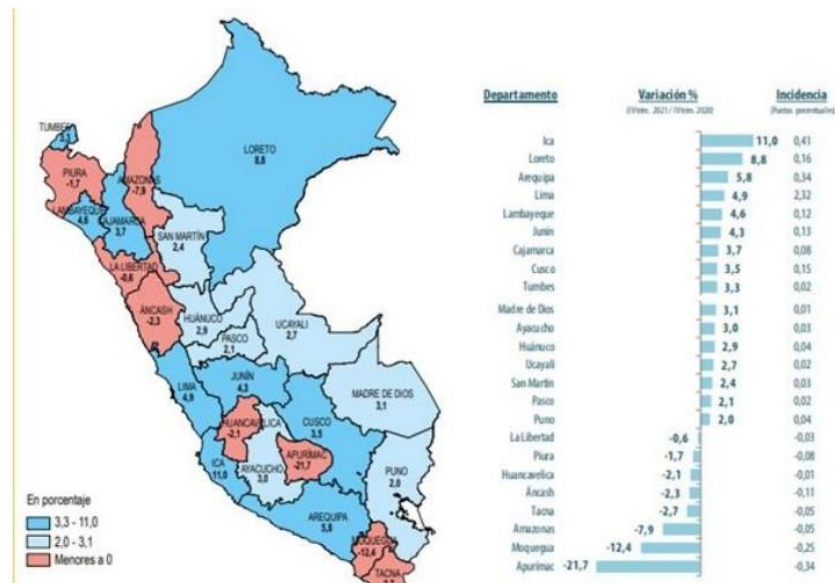 TUMBES
3,3
LORETO
8,8
PIURA
-1,7
AMAZONAS
-7,9
LAMBAYEQUE
4,6
CAJAMARCA
3,7
SAN MARTÍN
2,4
LA LIBERTAD
-0,6
ÁNCASH
-2,3
HUÁNUCO
2,9
UCAYALI
2,7
PASCO
2,1
LIMA
4,9
JUNÍN
4,3
MADRE DE DIOS
3,1
HUANCAVELICA
-2,1
CUSCO
3,5
ICA
11,0
AYACUCHO
3,0
APURÍMAC
-21,7
PUNO
2,0
AREQUIPA
5,8
MOQUEGUA
-12,4
TACNA
En porcentaje
3,3 - 11,0
2,0 - 3,1
Menores a 0
Departamento Variación % Incidencia
(IVtrim. 2021 / IVtrim. 2020) (Puntos porcentuales)
Ica 11,0 0,41
Loreto 8,8 0,16
Arequipa 5,8 0,34
Lima 4,9 2,32
Lambayeque 4,6 0,12
Junín 4,3 0,13
Cajamarca 3,7 0,08
Cusco 3,5 0,15
Tumbes 3,3 0,02
Madre de Dios 3,1 0,01
Ayacucho 3,0 0,03
Huánuco 2,9 0,04
Ucayali 2,7 0,02
San Martín 2,4 0,03
Pasco 2,1 0,02
Puno 2,0 0,04
La Libertad -0,6 -0,03
Piura -1,7 -0,08
Huancavelica -2,1 -0,01
Áncash -2,3 -0,11
Tacna -2,7 -0,05
Amazonas -7,9 -0,05
Moquegua -12,4 -0,25
Apurímac -21,7 -0,34